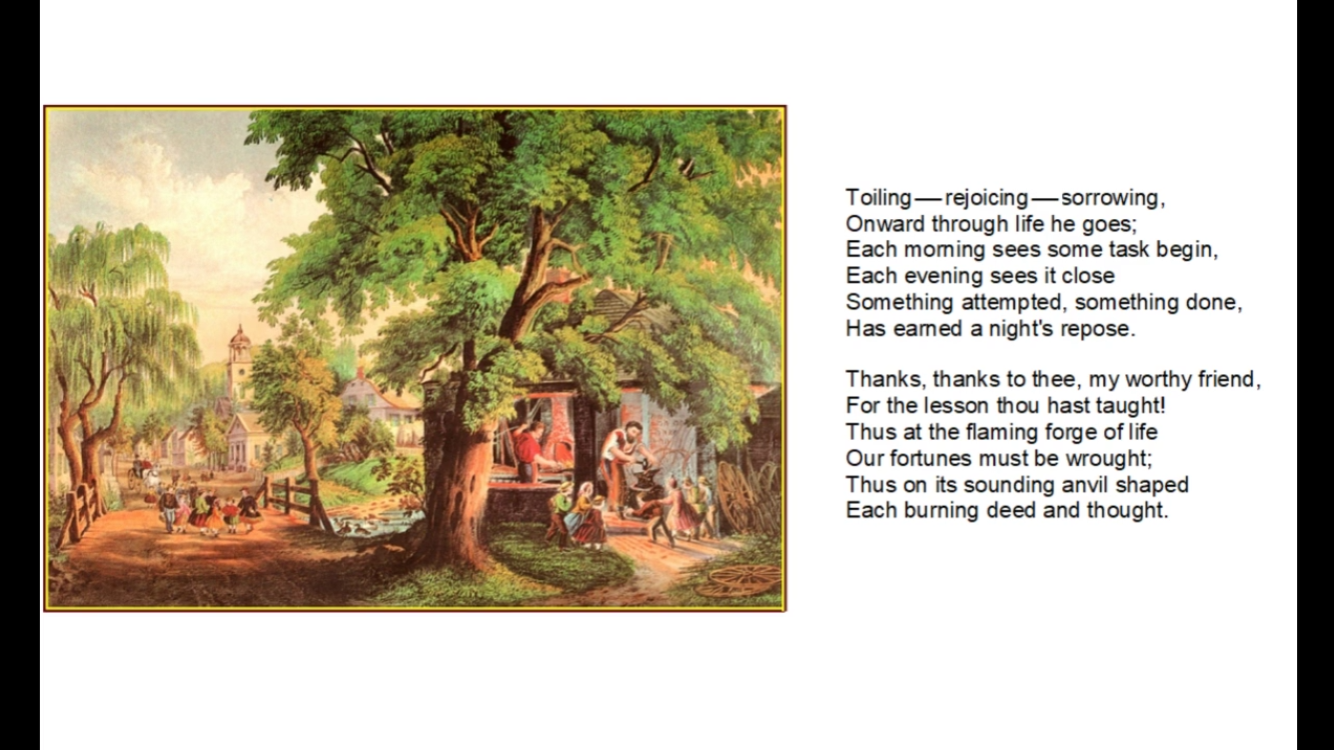 Toiling—rejoicing—sorrowing,
Onward through life he goes;
Each morning sees some task begin,
Each evening sees it close
Something attempted, something done,
Has earned a night's repose.
Thanks, thanks to thee, my worthy friend,
For the lesson thou hast taught!
Thus at the flaming forge of life
Our fortunes must be wrought;
Thus on its sounding anvil shaped
Each burning deed and thought.